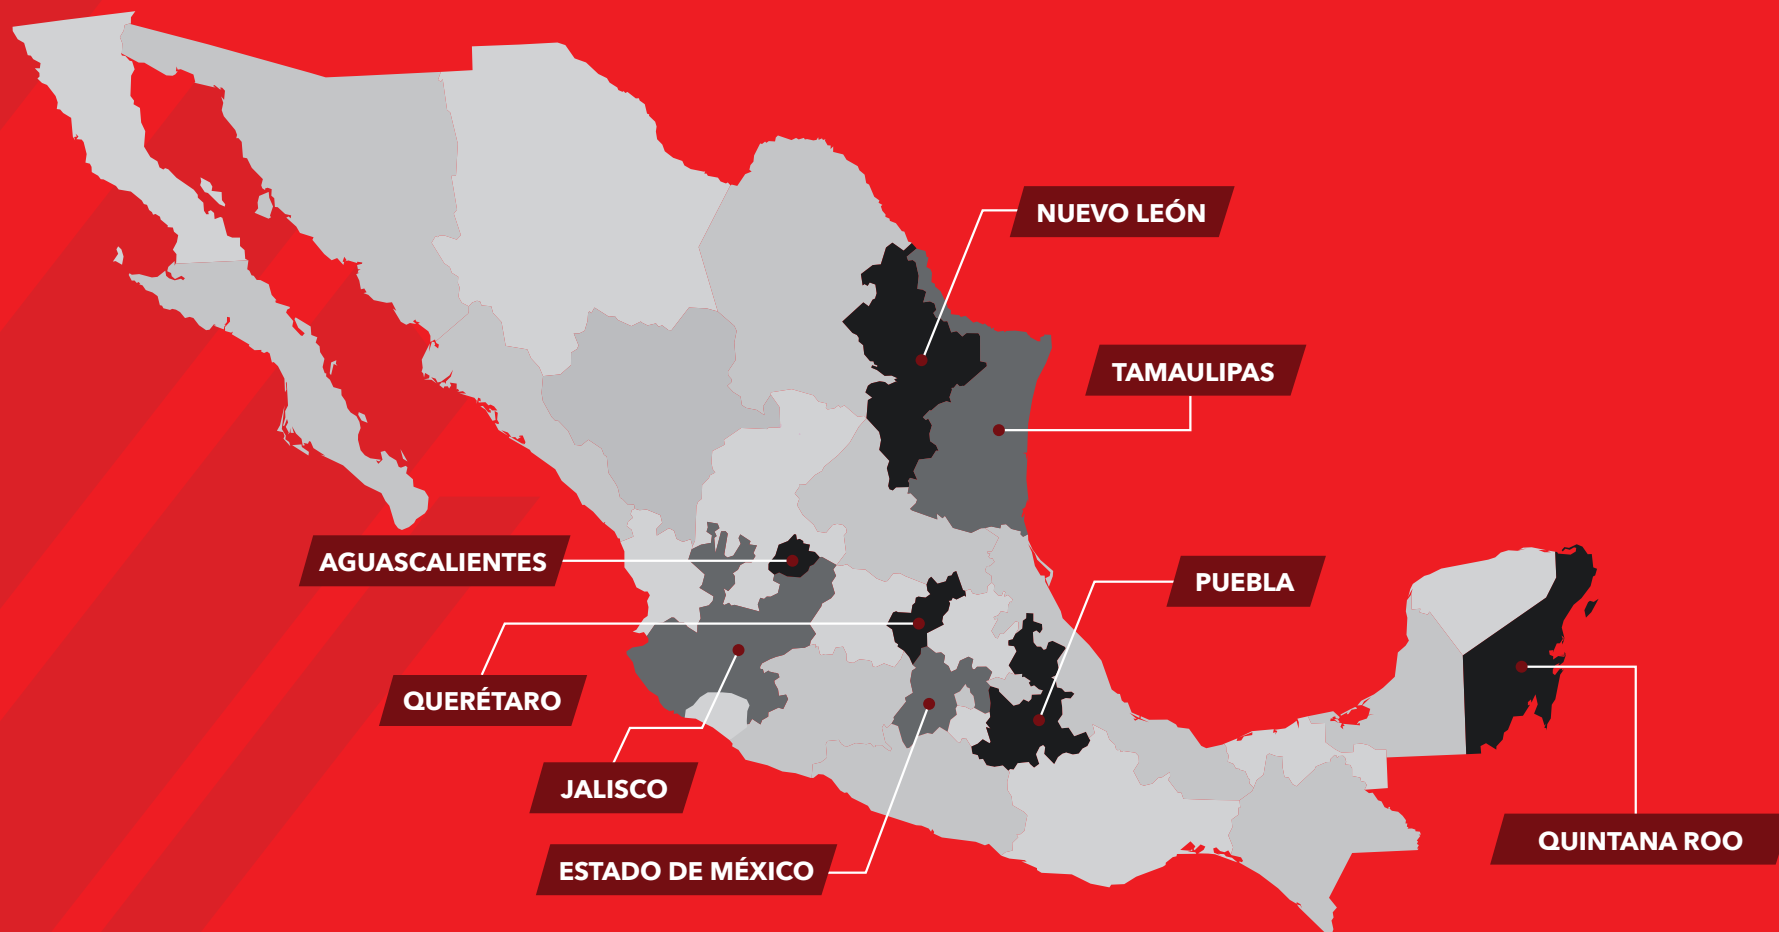 NUEVO LEÓN
TAMAULIPAS
AGUASCALIENTES
PUEBLA
QUERÉTARO
JALISCO
QUINTANA ROO
ESTADO DE MÉXICO